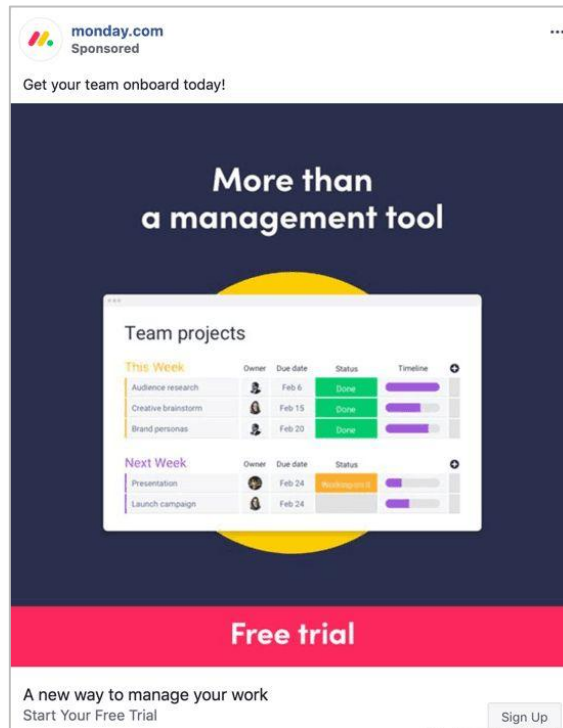 monday.com
Sponsored
Get your team onboard today!
More than
a management tool
Team projects
This Week Owner Due date Status Timeline
Audience research Feb 6 Done
Creative brainstorm Feb 15 Done
Brand personas Feb 20 Done
Next Week Owner Due date Status
Presentation Feb 24 Working on it
Launch campaign Feb 24
Free trial
A new way to manage your work
Start Your Free Trial
Sign Up